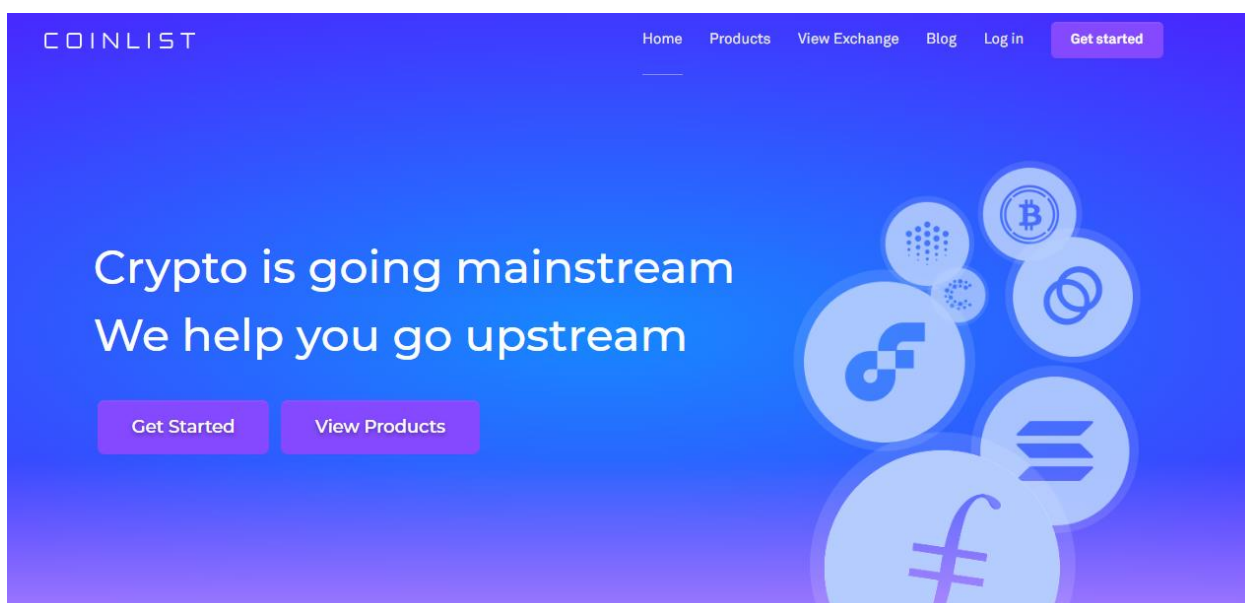 COINLIST
Home Products View Exchange Blog Log in Get started
Crypto is going mainstream
We help you go upstream
Get Started View Products